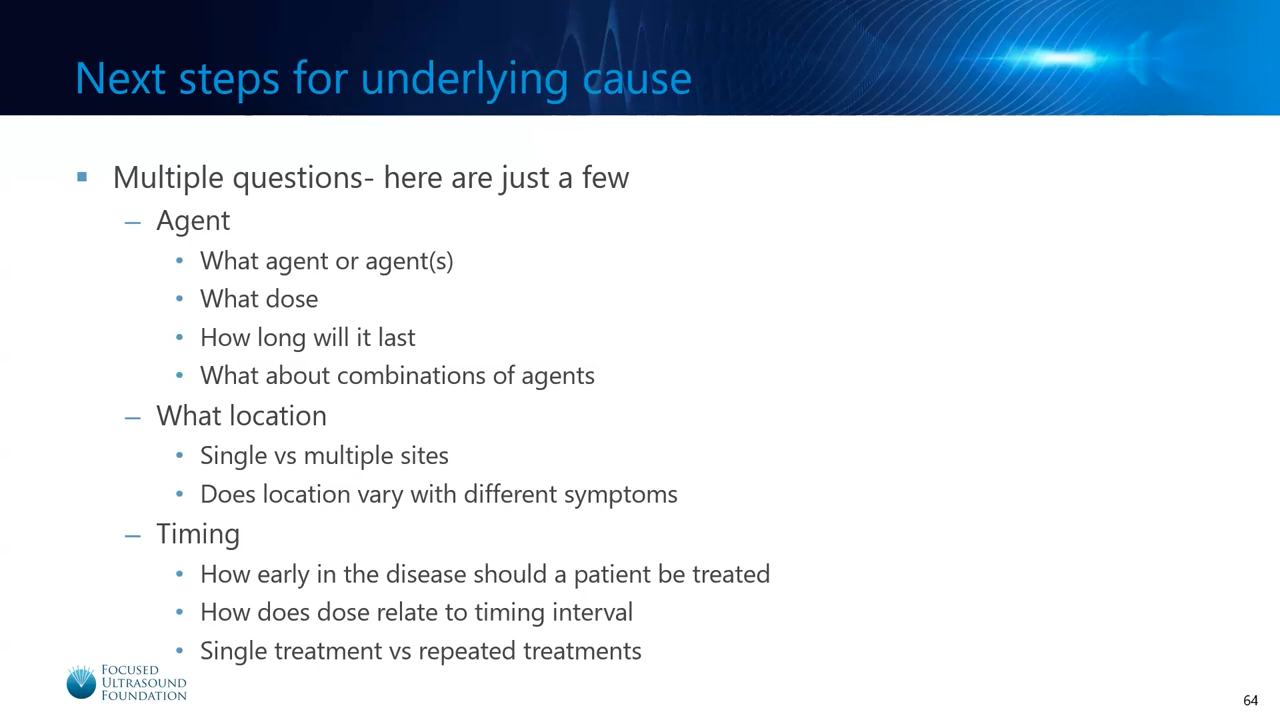 Next steps for underlying cause
▪ Multiple questions- here are just a few
– Agent
• What agent or agent(s)
• What dose
• How long will it last
• What about combinations of agents
– What location
• Single vs multiple sites
• Does location vary with different symptoms
– Timing
• How early in the disease should a patient be treated
• How does dose relate to timing interval
• Single treatment vs repeated treatments
FOCUSED
ULTRASOUND
FOUNDATION
64